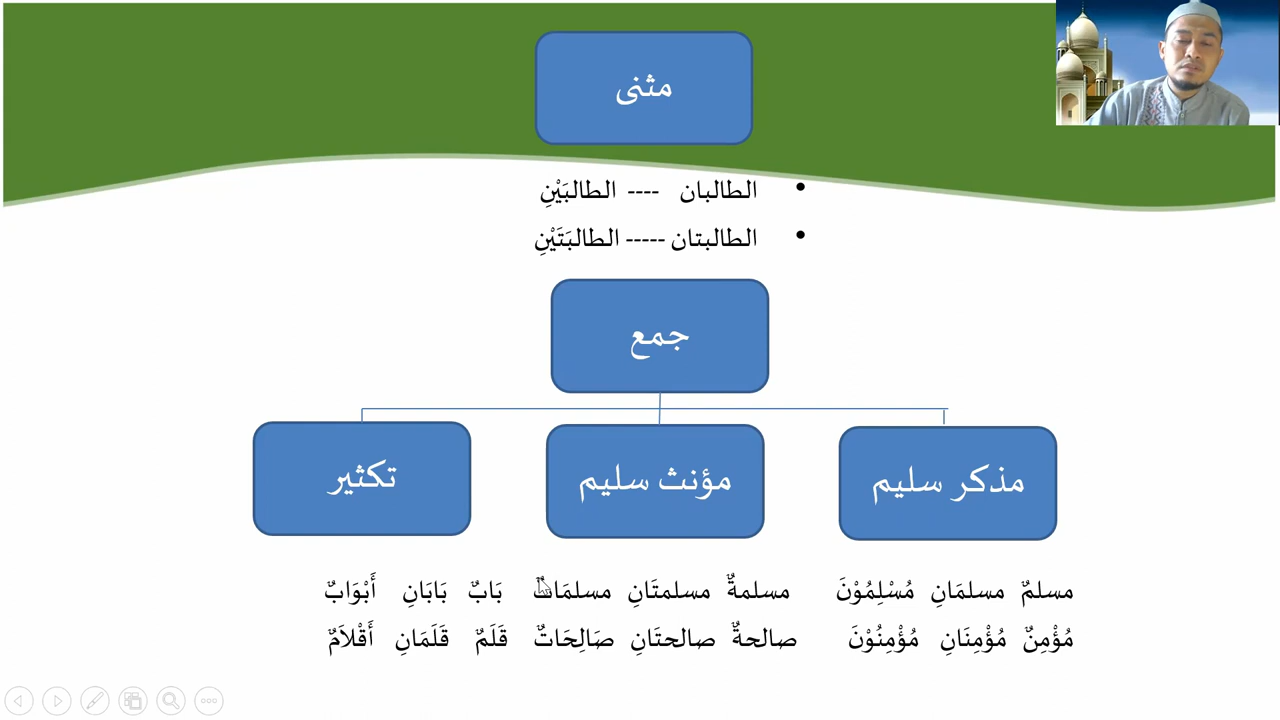 مثنى
الطالبان ---- الطالبَيْنِ
الطالبتان ----- الطالبَتَيْنِ
جمع
مذكر سليم
مؤنث سليم
تكثير
مسلمٌ مسلمَانِ مُسْلِمُوْنَ
مُؤْمِنٌ مُؤْمِنَانِ مُؤْمِنُوْنَ
مسلمةٌ مسلمتَانِ مسلمَاتٌ
صالحةٌ صالحتَانِ صَالِحَاتٌ
بَابٌ بَابَانِ أَبْوَابٌ
قَلَمٌ قَلَمَانِ أَقْلاَمٌ